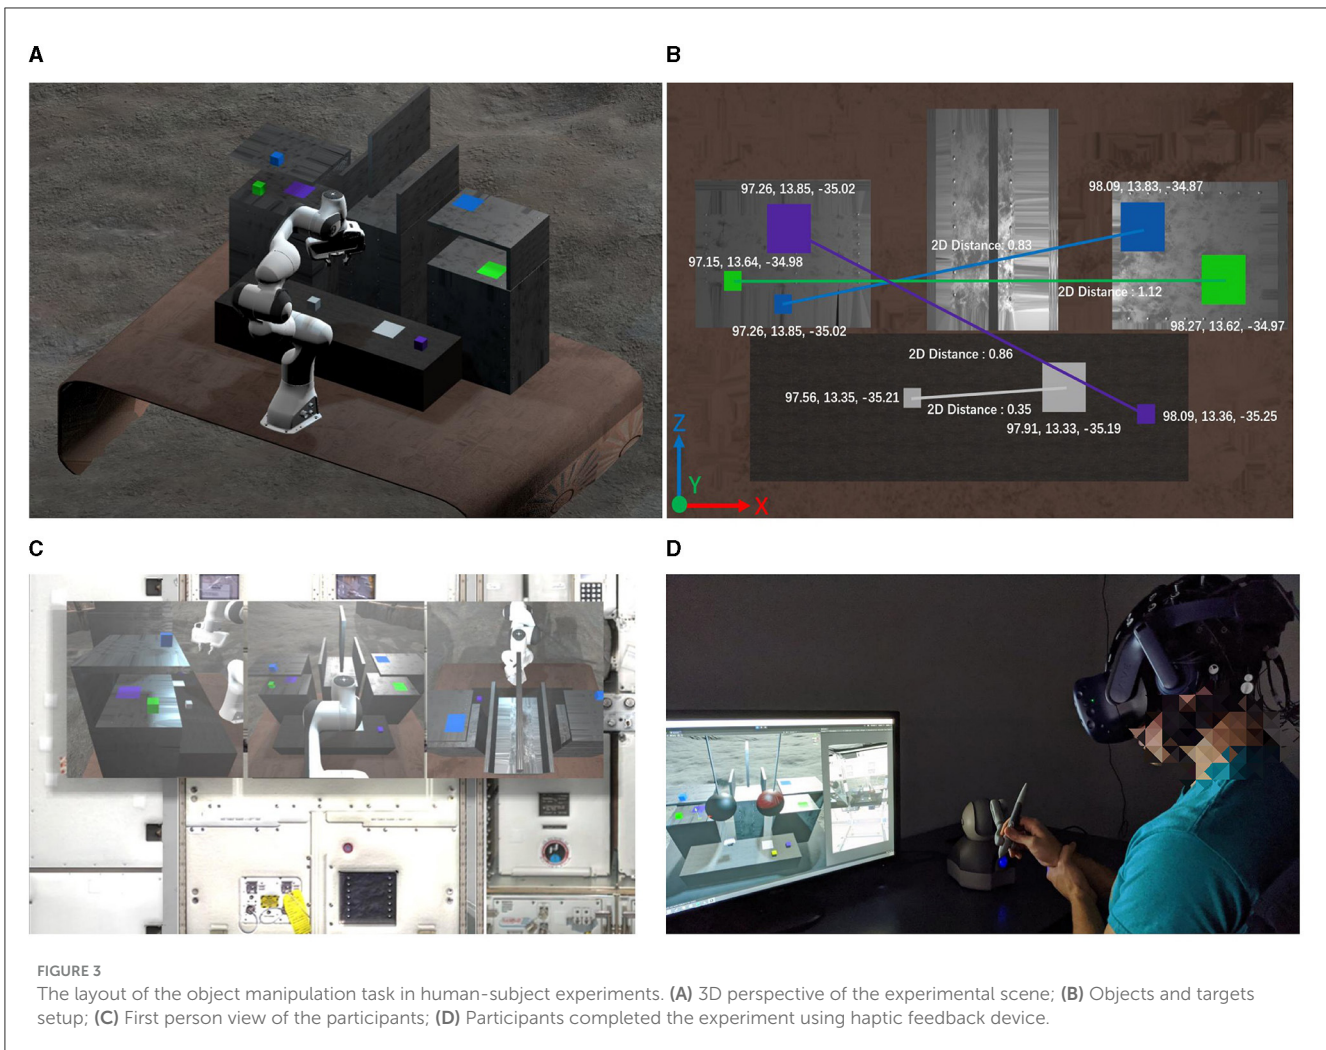 A
B
97.26, 13.85, -35.02
98.09, 13.83, -34.87
2D Distance: 0.83
97.15, 13.64, -34.98
2D Distance : 1.12
97.26, 13.85, -35.02
98.27, 13.62, -34.97
2D Distance : 0.86
97.56, 13.35, -35.21
2D Distance : 0.35
98.09, 13.36, -35.25
97.91, 13.33, -35.19
Z
Y
X
C
D
FIGURE 3
The layout of the object manipulation task in human-subject experiments. (A) 3D perspective of the experimental scene; (B) Objects and targets
setup; (C) First person view of the participants; (D) Participants completed the experiment using haptic feedback device.